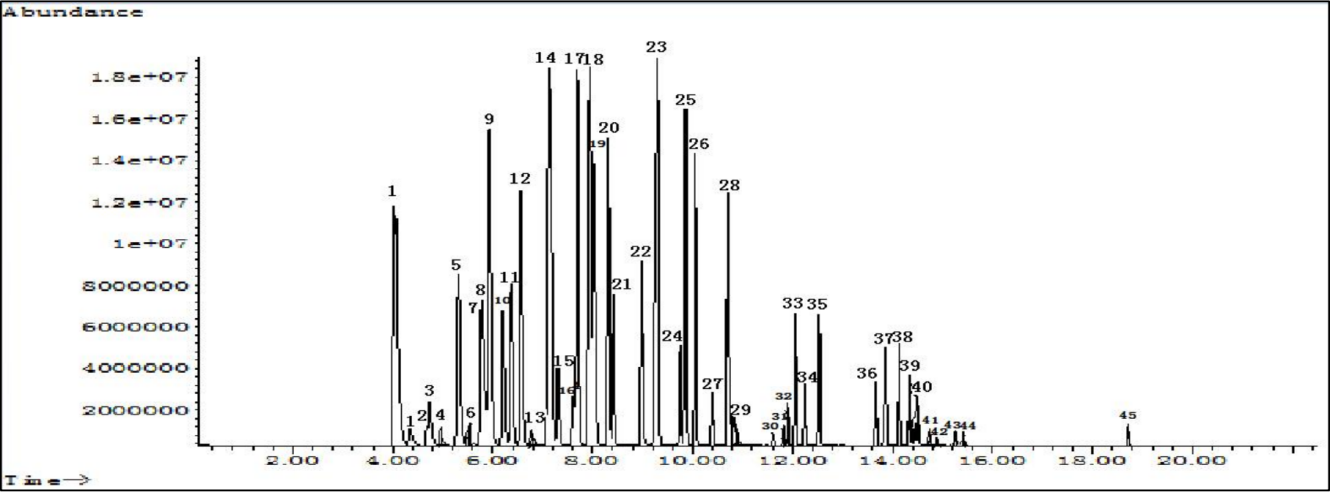 Abundance
23
14 17 18
1.8e+07
25
1.6e+07
9
20 19
26
1.4e+07
12
28
1 
1.2e+07
1e+07
22
5 11
8 21
8000000
7 10
33 35
6000000
24
37 38
15
34 36 39
4000000
16 27
3 32 40
2000000
2 4 6 13 29 31
1 30 41 42 43 44 45
2.00 4.00 6.00 8.00 10.00 12.00 14.00 16.00 18.00 20.00
Time-->